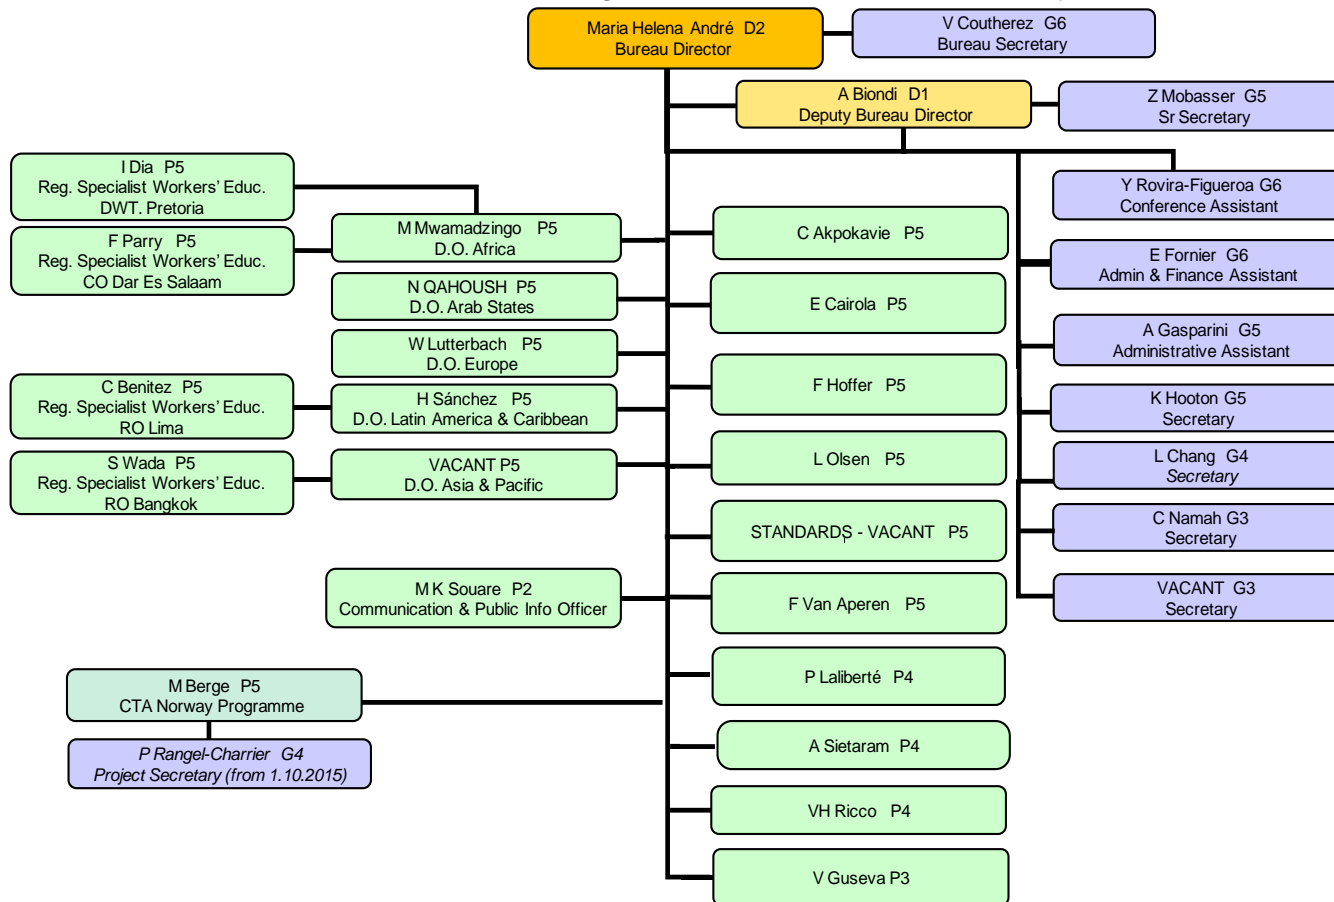 Maria Helena André D2
Bureau Director
V Coutherez G6
Bureau Secretary
A Biondi D1
Deputy Bureau Director
Z Mobasser G5
Sr Secretary
I Dia P5
Reg. Specialist Workers' Educ.
DWT. Pretoria
F Parry P5
Reg. Specialist Workers' Educ.
CO Dar Es Salaam
M Mwamadzingo P5
D.O. Africa
N QAHOUSH P5
D.O. Arab States
W Lutterbach P5
D.O. Europe
C Benitez P5
Reg. Specialist Workers' Educ.
RO Lima
H Sánchez P5
D.O. Latin America & Caribbean
S Wada P5
Reg. Specialist Workers' Educ.
RO Bangkok
VACANT P5
D.O. Asia & Pacific
M K Souare P2
Communication & Public Info Officer
M Berge P5
CTA Norway Programme
P Rangel-Charrier G4
Project Secretary (from 1.10.2015)
C Akpokavie P5
E Cairola P5
F Hoffer P5
L Olsen P5
STANDARDS - VACANT P5
F Van Aperen P5
P Laliberté P4
A Sietaram P4
VH Ricco P4
V Guseva P3
Y Rovira-Figueroa G6
Conference Assistant
E Fornier G6
Admin & Finance Assistant
A Gasparini G5
Administrative Assistant
K Hooton G5
Secretary
L Chang G4
Secretary
C Namah G3
Secretary
VACANT G3
Secretary